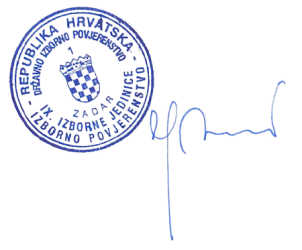 - REPUBLIKA HRVATSKA -
DRŽAVNO IZBORNO POVJERENSTVO
1
ZADAR
IX. IZBORNE JEDINICE
IZBORNO POVJERENSTVO